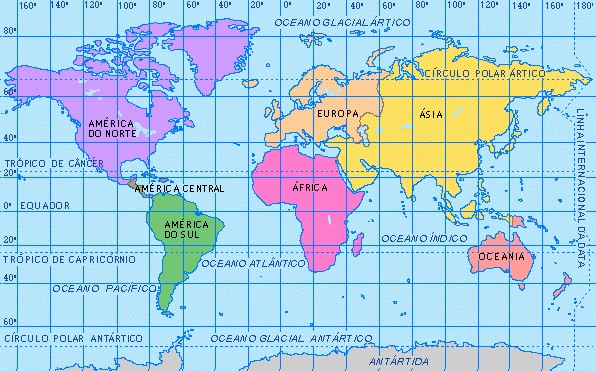 160° 140° 120° 100° 80° 60° 40° 20° 0° 20° 40° 60° 80° 100° 120° 140° 160° 180°
OCEANO GLACIAL ÁRTICO
80°
CÍRCULO POLAR ÁRTICO
60°
EUROPA
ÁSIA
AMÉRICA
DO NORTE
40°
TRÓPICO DE CÂNCER
20°
AMÉRICA CENTRAL
ÁFRICA
LINHA INTERNACIONAL DA DATA
0°
EQUADOR
AMÉRICA
DO SUL
20°
OCEANO ÍNDICO
TRÓPICO DE CAPRICÓRNIO
OCEANO ATLÂNTICO
OCEANIA
40°
OCEANO PACÍFICO
60°
CÍRCULO POLAR ANTÁRTICO
OCEANO GLACIAL ANTÁRTICO
ANTÁRTIDA